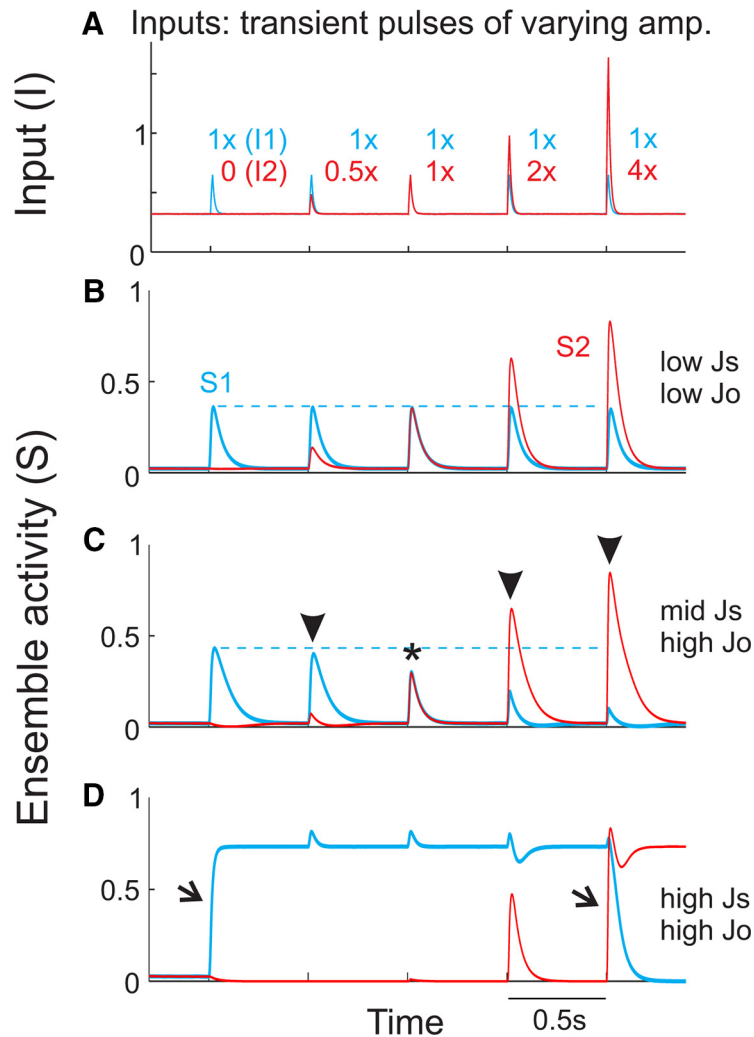 A Inputs: transient pulses of varying amp.
Input (I)
1
0
1x (I1) 1x 1x 1x 1x
0 (I2) 0.5x 1x 2x 4x
Ensemble activity (S)
B
1
0.5
0
S1
S2
low Js
low Jo
C
1
0.5
0
*
mid Js
high Jo
D
1
0.5
0
high Js
high Jo
Time
0.5s